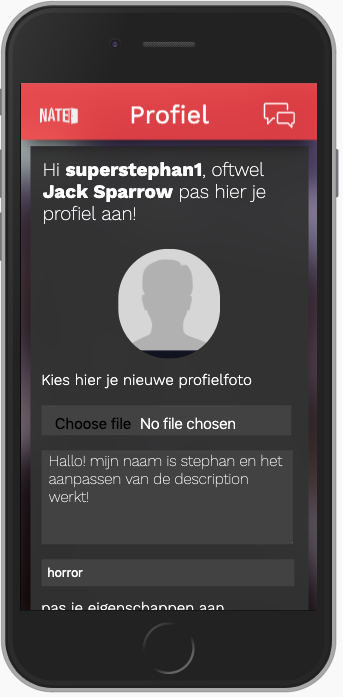 NATE
Profiel
Hi superstephan1, oftwel
Jack Sparrow pas hier je
profiel aan!
Kies hier je nieuwe profielfoto
Choose file No file chosen
Hallo! mijn naam is stephan en het
aanpassen van de description
werkt!
horror
pas je eigenschappen aan